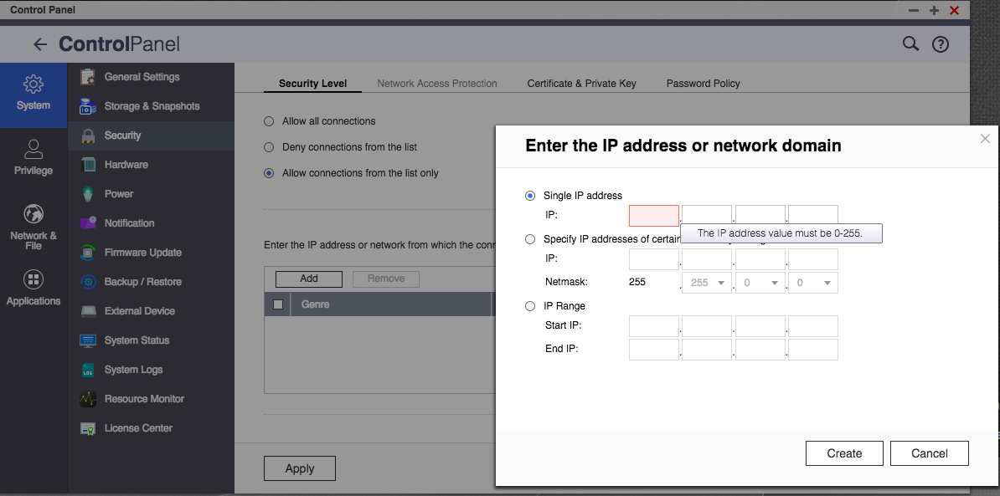 Control Panel
ControlPanel
System
Privilege
Network &
File
Applications
General Settings
Storage & Snapshots
Security
Hardware
Power
Notification
Firmware Update
Backup / Restore
External Device
System Status
LOG
System Logs
Resource Monitor
License Center
Security Level Network Access Protection Certificate & Private Key Password Policy
Allow all connections
Deny connections from the list
Allow connections from the list only
Enter the IP address or network from which the conn
Add Remove
Genre
Apply
Enter the IP address or network domain
Single IP address
IP: . . .
The IP address value must be 0-255.
Specify IP addresses of certain
IP: . . .
Netmask: 255 . 255 . 0 . 0
IP Range
Start IP: . . .
End IP: . . .
Create Cancel